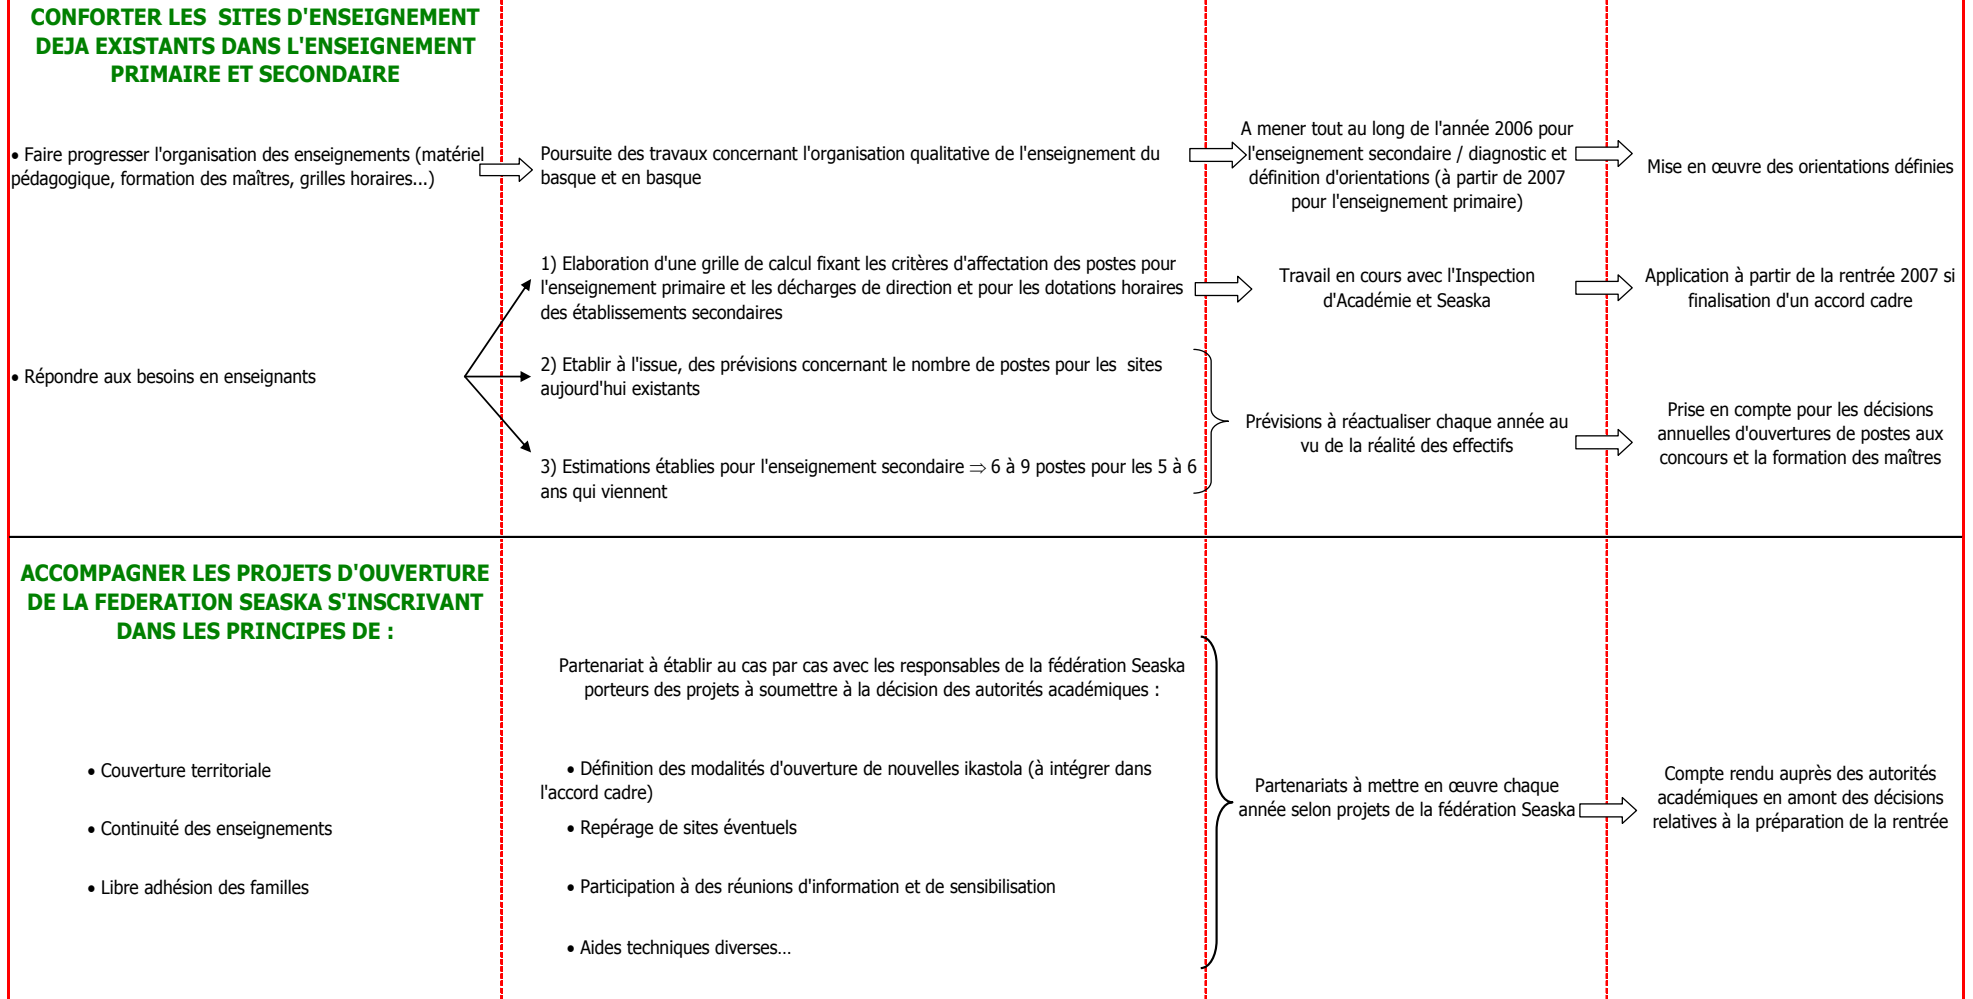 CONFORTER LES SITES D'ENSEIGNEMENT
DEJA EXISTANTS DANS L'ENSEIGNEMENT
PRIMAIRE ET SECONDAIRE
• Faire progresser l'organisation des enseignements (matériel
pédagogique, formation des maîtres, grilles horaires...)
Poursuite des travaux concernant l'organisation qualitative de l'enseignement du
basque et en basque
A mener tout au long de l'année 2006 pour
l'enseignement secondaire / diagnostic et
définition d'orientations (à partir de 2007
pour l'enseignement primaire)
Mise en œuvre des orientations définies
• Répondre aux besoins en enseignants
1) Elaboration d'une grille de calcul fixant les critères d'affectation des postes pour
l'enseignement primaire et les décharges de direction et pour les dotations horaires
des établissements secondaires
Travail en cours avec l'Inspection
d'Académie et Seaska
Application à partir de la rentrée 2007 si
finalisation d'un accord cadre
2) Etablir à l'issue, des prévisions concernant le nombre de postes pour les sites
aujourd'hui existants
3) Estimations établies pour l'enseignement secondaire ⇒ 6 à 9 postes pour les 5 à 6
ans qui viennent
Prévisions à réactualiser chaque année au
vu de la réalité des effectifs
Prise en compte pour les décisions
annuelles d'ouvertures de postes aux
concours et la formation des maîtres
ACCOMPAGNER LES PROJETS D'OUVERTURE
DE LA FEDERATION SEASKA S'INSCRIVANT
DANS LES PRINCIPES DE :
• Couverture territoriale
• Continuité des enseignements
• Libre adhésion des familles
Partenariat à établir au cas par cas avec les responsables de la fédération Seaska
porteurs des projets à soumettre à la décision des autorités académiques :
• Définition des modalités d'ouverture de nouvelles ikastola (à intégrer dans
l'accord cadre)
• Repérage de sites éventuels
• Participation à des réunions d'information et de sensibilisation
• Aides techniques diverses...
Partenariats à mettre en œuvre chaque
année selon projets de la fédération Seaska
Compte rendu auprès des autorités
académiques en amont des décisions
relatives à la préparation de la rentrée